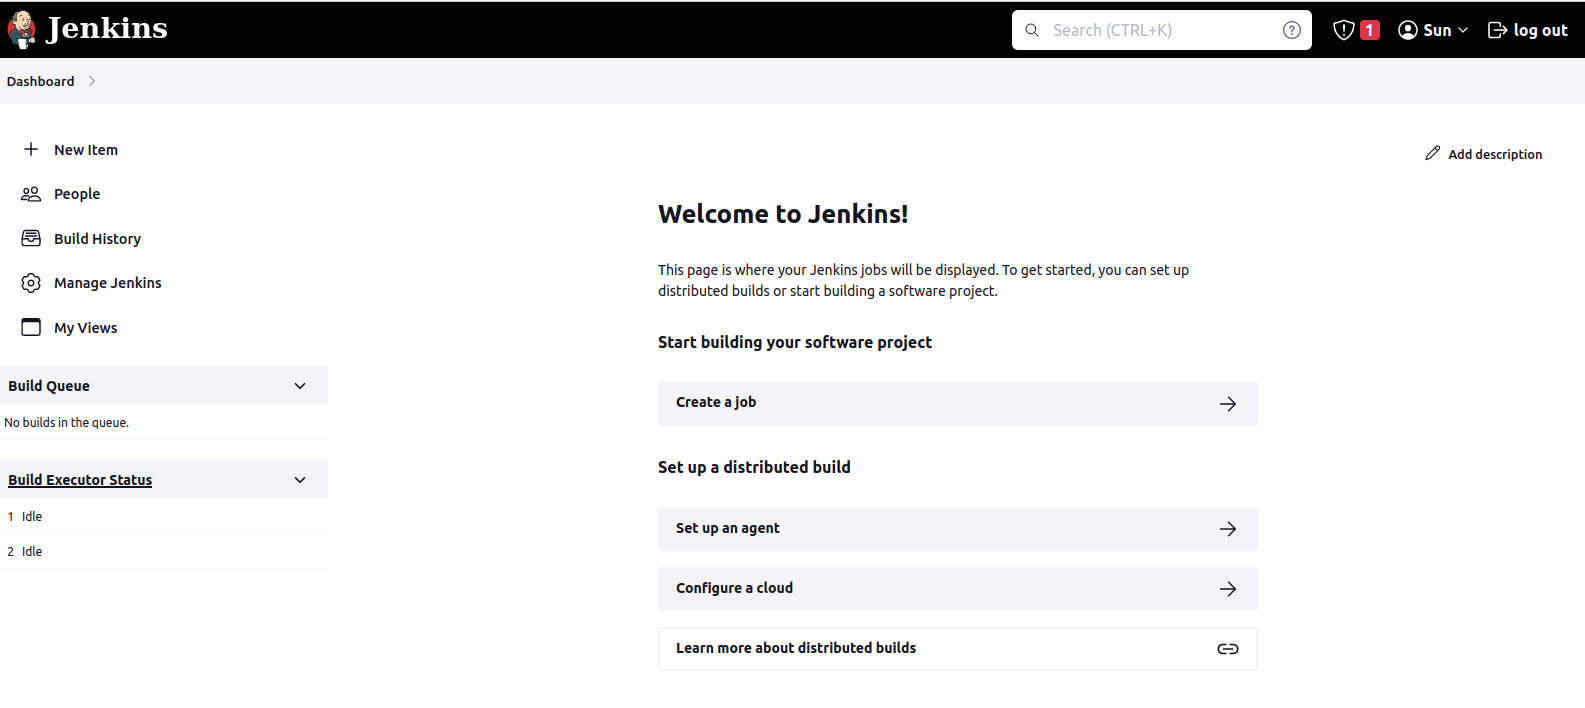 Jenkins
Search (CTRL+K)
1
Sun
log out
Dashboard
New Item
People
Build History
Manage Jenkins
My Views
Build Queue
No builds in the queue.
Build Executor Status
1 Idle
2 Idle
Add description
Welcome to Jenkins!
This page is where your Jenkins jobs will be displayed. To get started, you can set up
distributed builds or start building a software project.
Start building your software project
Create a job
Set up a distributed build
Set up an agent
Configure a cloud
Learn more about distributed builds